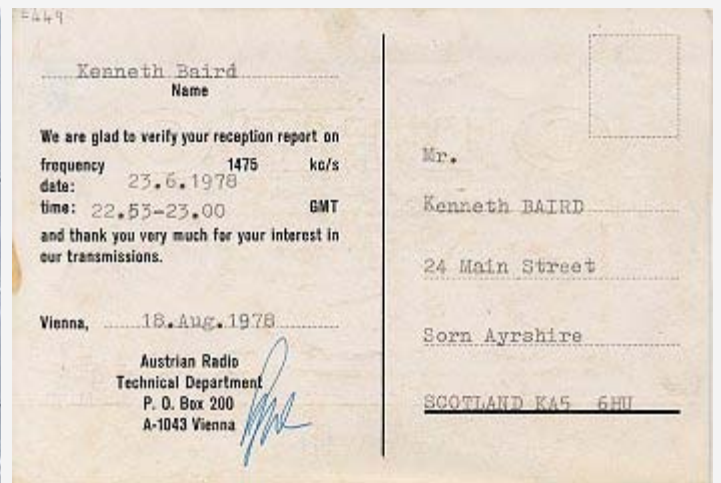 E449
Kenneth Baird
Name
We are glad to verify your reception report on
frequency 1475 kc/s
date: 23.6.1978
time: 22.53-23.00 GMT
and thank you very much for your interest in
our transmissions.
Vienna, 18.Aug.1978
Austrian Radio
Technical Department
P. O. Box 200
A-1043 Vienna
Mr.
Kenneth BAIRD
24 Main Street
Sorn Ayrshire
SCOTLAND KA5 6HU